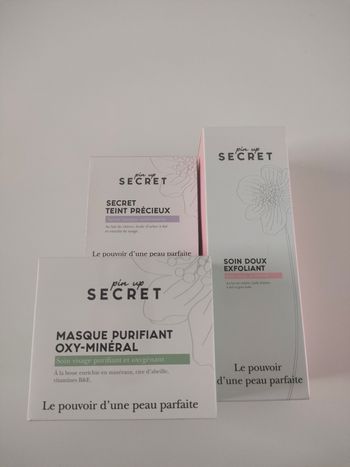 pin up
SECRET
SOIN DOUX
EXFOLIANT
Le pouvoir
d'une peau parfaite
pin up
SECRET
SECRET
TEINT PRÉCIEUX
Le pouvoir d'une peau parfaite
pin up
SECRET
MASQUE PURIFIANT
OXY-MINÉRAL
Soin visage purifiant et oxygénant
À la boue enrichie en minéraux, cire d'abeille,
vitamines B&E.
Le pouvoir d'une peau parfaite